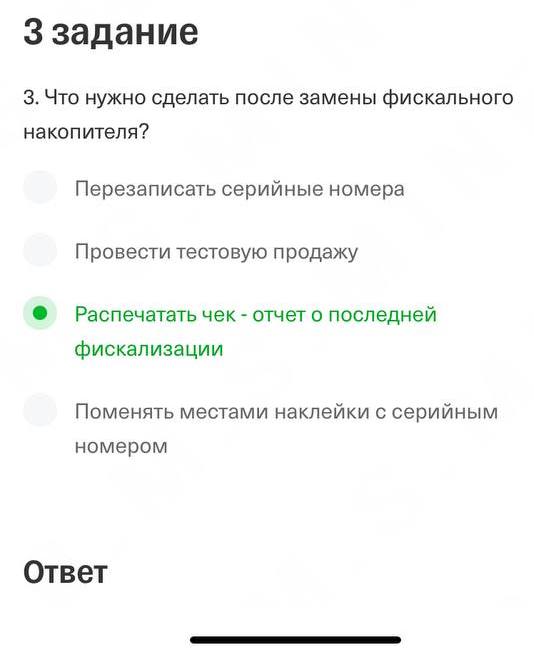 3 задание
3. Что нужно сделать после замены фискального
накопителя?
Перезаписать серийные номера
Провести тестовую продажу
Распечатать чек - отчет о последней
фискализации
Поменять местами наклейки с серийным
номером
Ответ